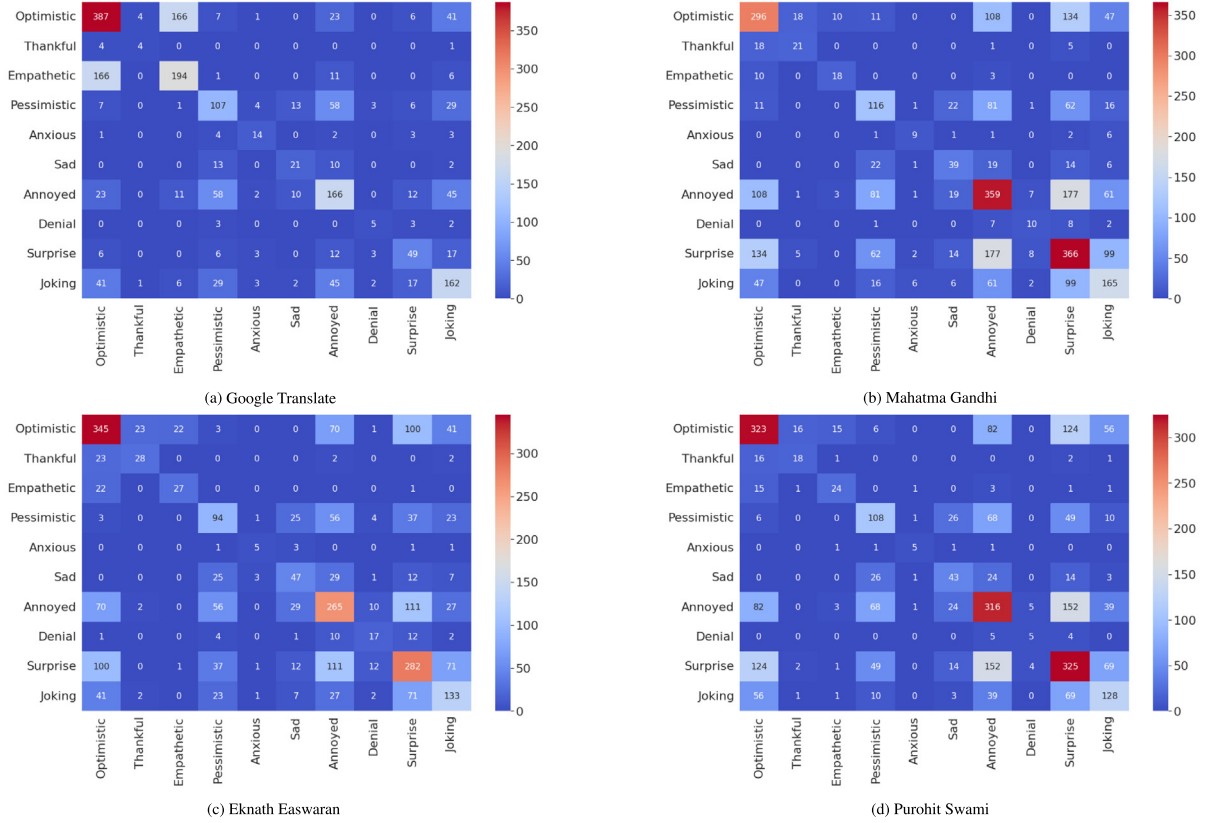 Optimistic 387 4 166 7 1 0 23 0 6 41
Thankful 4 4 0 0 0 0 0 0 0 1
Empathetic 166 0 194 1 0 0 11 0 0 6
Pessimistic 7 0 1 107 4 13 58 3 6 29
Anxious 1 0 0 4 14 0 2 0 3 3
Sad 0 0 0 13 0 21 10 0 0 2
Annoyed 23 0 11 58 2 10 166 0 12 45
Denial 0 0 0 3 0 0 0 5 3 2
Surprise 6 0 0 6 3 0 12 3 49 17
Joking 41 1 6 29 3 2 45 2 17 162
Optimistic Thankful Empathetic Pessimistic Anxious Sad Annoyed Denial Surprise Joking
350
300
250
200
150
100
50
0
(a) Google Translate
Optimistic 296 18 10 11 0 0 108 0 134 47
Thankful 18 21 0 0 0 0 1 0 5 0
Empathetic 10 0 18 0 0 0 3 0 0 0
Pessimistic 11 0 0 116 1 22 81 1 62 16
Anxious 0 0 0 1 9 1 1 0 2 6
Sad 0 0 0 22 1 39 19 0 14 6
Annoyed 108 1 3 81 1 19 359 7 177 61
Denial 0 0 0 1 0 0 7 10 8 2
Surprise 134 5 0 62 2 14 177 8 366 99
Joking 47 0 0 16 6 6 61 2 99 165
Optimistic Thankful Empathetic Pessimistic Anxious Sad Annoyed Denial Surprise Joking
350
300
250
200
150
100
50
0
(b) Mahatma Gandhi
Optimistic 345 23 22 3 0 0 70 1 100 41
Thankful 23 28 0 0 0 0 2 0 0 2
Empathetic 22 0 27 0 0 0 0 0 1 0
Pessimistic 3 0 0 94 1 25 56 4 37 23
Anxious 0 0 0 1 5 3 0 0 1 1
Sad 0 0 0 25 3 47 29 1 12 7
Annoyed 70 2 0 56 0 29 265 10 111 27
Denial 1 0 0 4 0 1 10 17 12 2
Surprise 100 0 1 37 1 12 111 12 282 71
Joking 41 2 0 23 1 7 27 2 71 133
Optimistic Thankful Empathetic Pessimistic Anxious Sad Annoyed Denial Surprise Joking
300
250
200
150
100
50
0
(c) Eknath Easwaran
Optimistic 323 16 15 6 0 0 82 0 124 56
Thankful 16 18 1 0 0 0 0 0 2 1
Empathetic 15 1 24 0 1 0 3 0 1 1
Pessimistic 6 0 0 108 1 26 68 0 49 10
Anxious 0 0 1 1 5 1 1 0 0 0
Sad 0 0 0 26 1 43 24 0 14 3
Annoyed 82 0 3 68 1 24 316 5 152 39
Denial 0 0 0 0 0 0 5 5 4 0
Surprise 124 2 1 49 0 14 152 4 325 69
Joking 56 1 1 10 0 3 39 0 69 128
Optimistic Thankful Empathetic Pessimistic Anxious Sad Annoyed Denial Surprise Joking
300
250
200
150
100
50
0
(d) Purohit Swami